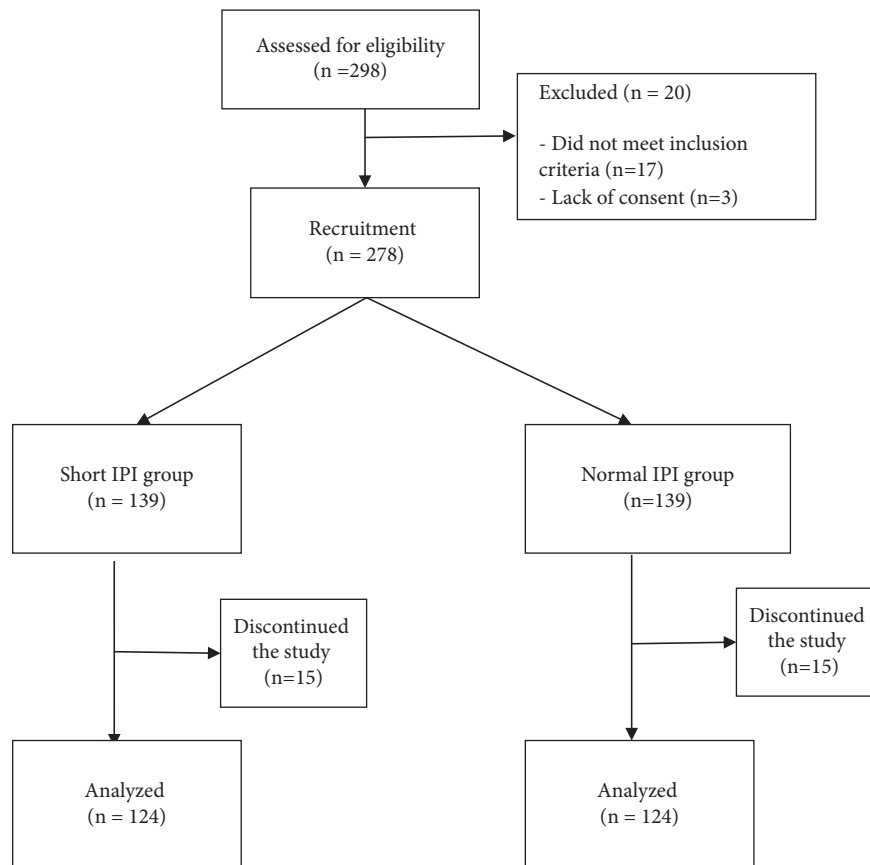 Assessed for eligibility
(n =298)
Excluded (n = 20)
- Did not meet inclusion
criteria (n=17)
- Lack of consent (n=3)
Recruitment
(n = 278)
Short IPI group
(n = 139)
Normal IPI group
(n=139)
Discontinued
the study
(n=15)
Discontinued
the study
(n=15)
Analyzed
(n = 124)
Analyzed
(n = 124)